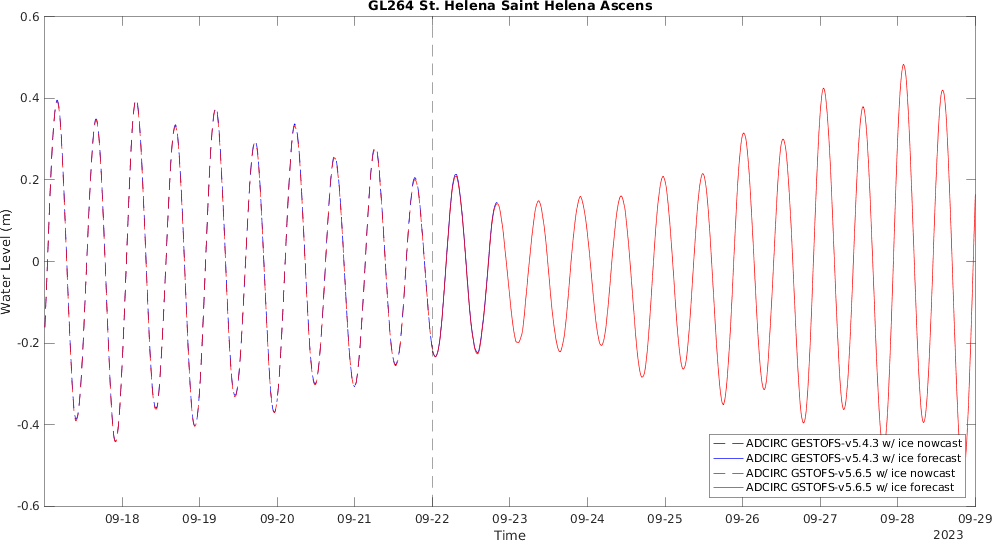 GL264 St. Helena Saint Helena Ascens
0.6
0.4
0.2
0
-0.2
-0.4
-0.6
Water Level (m)
09-18 09-19 09-20 09-21 09-22 09-23 09-24 09-25 09-26 09-27 09-28 09-29
Time
2023
ADCIRC GESTOFS-v5.4.3 w/ ice nowcast
ADCIRC GESTOFS-v5.4.3 w/ ice forecast
ADCIRC GSTOFS-v5.6.5 w/ ice nowcast
ADCIRC GSTOFS-v5.6.5 w/ ice forecast